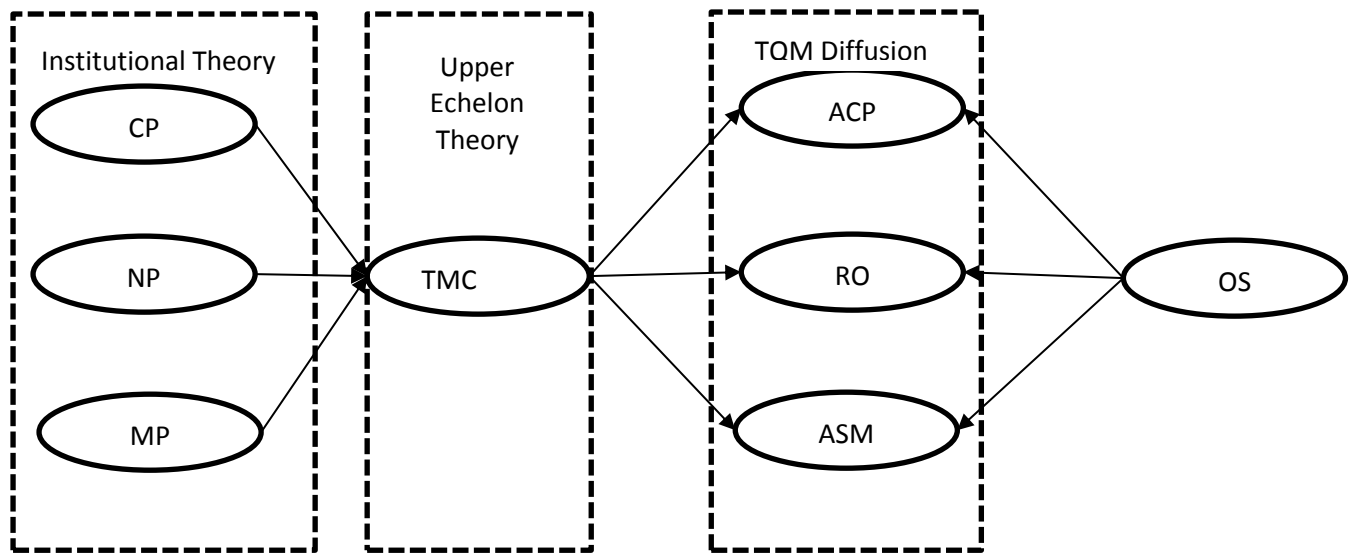 Institutional Theory
CP
NP
MP
Upper
Echelon
Theory
TMC
TQM Diffusion
ACP
RO
ASM
OS